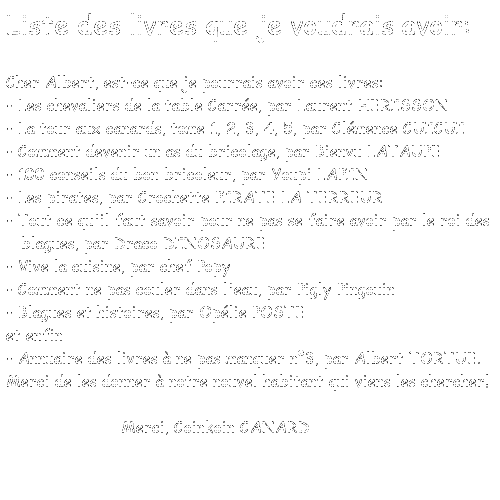 Liste des livres que je voudrais avoir:
Cher Albert, est-ce que je pourrais avoir ces livres:
- Les chevaliers de la table Carrée, par Laurent HERISSON
- La tour aux canards, tome 1, 2, 3, 4, 5, par Clémence CUICUI
- Comment devenir un as du bricolage, par Bienvu LATAUPE
- 100 conseils du bon bricoleur, par Youpi LAPIN
- Les pirates, par Crochette PIRATE LA TERREUR
- Tout ce qu'il faut savoir pour ne pas se faire avoir par le roi des
blagues, par Draco DINOSAURE
- Vive la cuisine, par chef Popy
- Comment ne pas couler dans l'eau, par Pigly Pingouin
- Blagues et histoires, par Opélie POSTE
et enfin
- Annuaire des livres à ne pas manquer n°3, par Albert TORTUE.
Merci de les donner à notre nouvel habitant qui viens les chercher!
Merci, Coinkoin CANARD